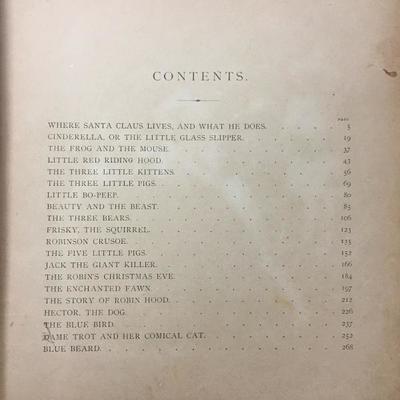 CONTENTS.
PAGE
WHERE SANTA CLAUS LIVES, AND WHAT HE DOES. 5
CINDERELLA, OR THE LITTLE GLASS SLIPPER. 19
THE FROG AND THE MOUSE. 37
LITTLE RED RIDING HOOD. 43
THE THREE LITTLE KITTENS. 56
THE THREE LITTLE PIGS. 69
LITTLE BO-PEEP. 80
BEAUTY AND THE BEAST. 85
THE THREE BEARS. 106
FRISKY, THE SQUIRREL. 125
ROBINSON CRUSOE. 135
THE FIVE LITTLE PIGS. 152
JACK THE GIANT KILLER. 166
THE ROBIN'S CHRISTMAS EVE. 184
THE ENCHANTED FAWN. 197
THE STORY OF ROBIN HOOD. 212
HECTOR, THE DOG. 226
THE BLUE BIRD. 237
DAME TROT AND HER COMICAL CAT. 252
BLUE BEARD. 268